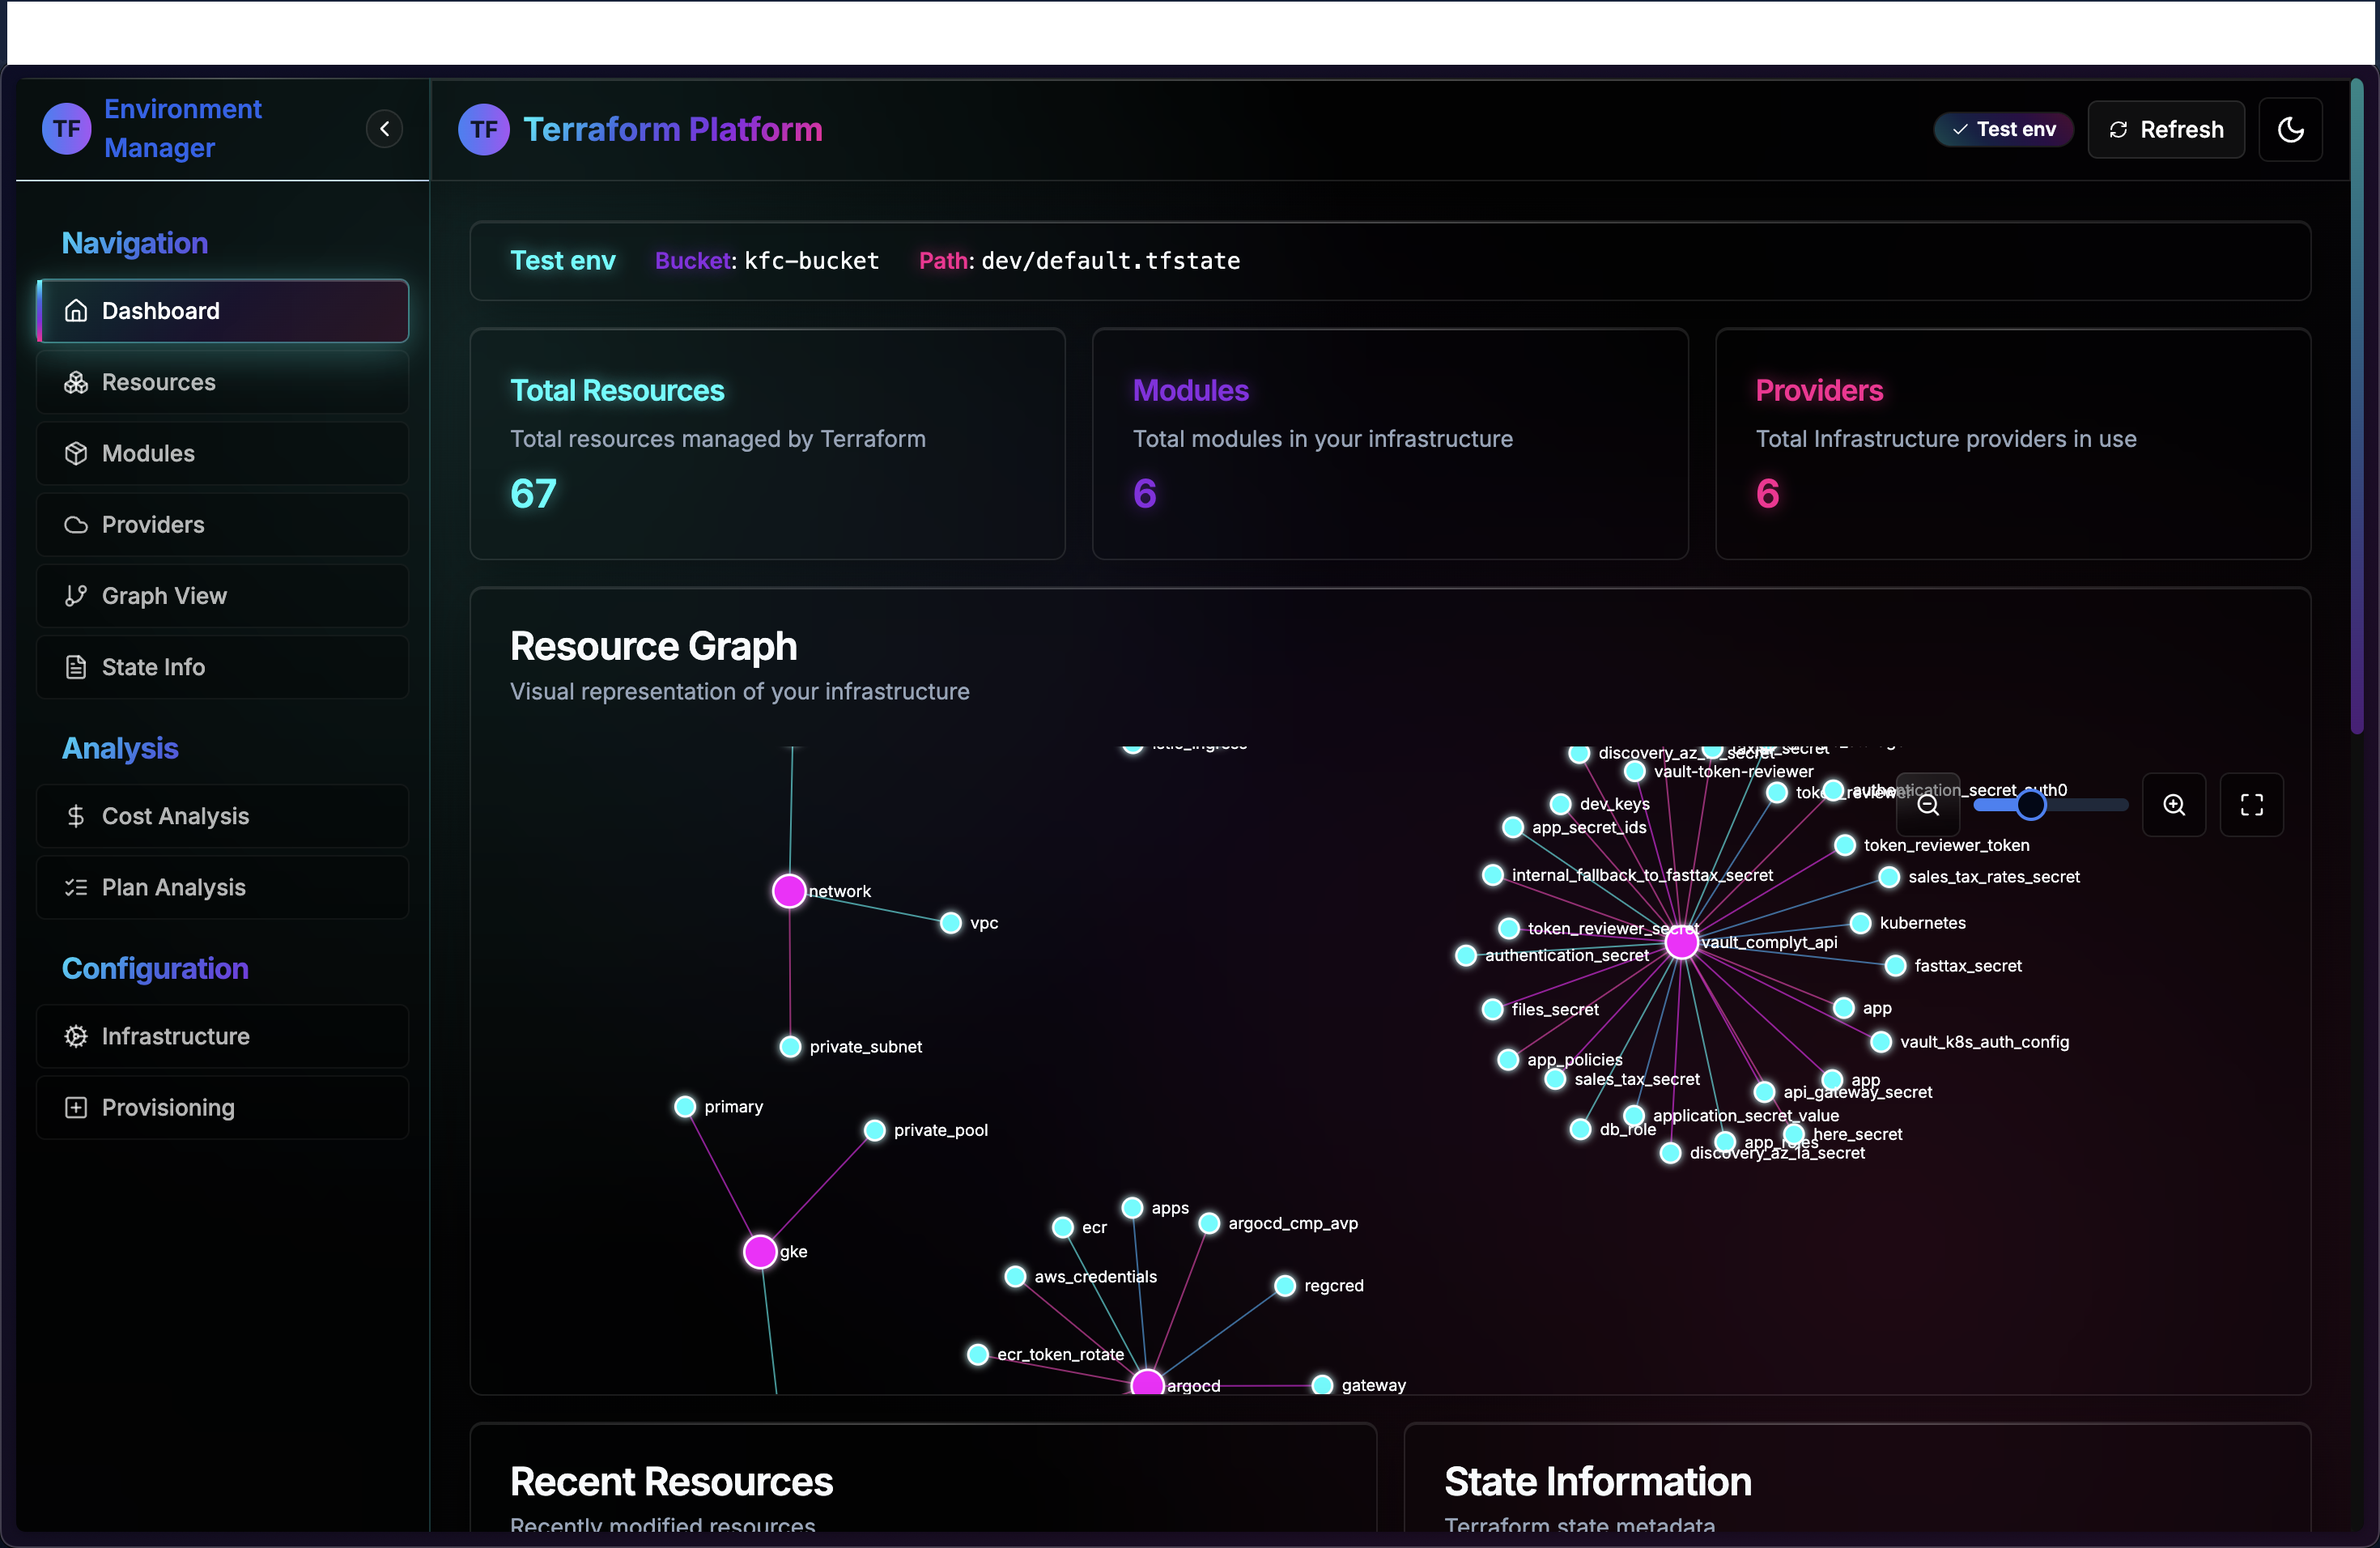 TF Environment Manager
TF Terraform Platform
Test env
Refresh
Navigation
Dashboard
Resources
Modules
Providers
Graph View
State Info
Analysis
Cost Analysis
Plan Analysis
Configuration
Infrastructure
Provisioning
Test env Bucket: kfc-bucket Path: dev/default.tfstate
Total Resources
Total resources managed by Terraform
67
Modules
Total modules in your infrastructure
6
Providers
Total Infrastructure providers in use
6
Resource Graph
Visual representation of your infrastructure
istio_ingress
network
vpc
private_subnet
primary
private_pool
gke
apps
ecr
argocd_cmp_avp
aws_credentials
regcred
ecr_token_rotate
argocd
gateway
vault-token-reviewer
dev_keys
app_secret_ids
internal_fallback_to_fasttax_secret
token_reviewer_secret
authentication_secret
files_secret
app_policies
sales_tax_secret
db_role
application_secret_value
discovery_az_la_secret
app_roles
here_secret
api_gateway_secret
app
vault_k8s_auth_config
app
fasttax_secret
kubernetes
vault_complyt_api
sales_tax_rates_secret
token_reviewer_token
authentication_secret_auth0
Recent Resources
Recently modified resources
State Information
Terraform state metadata